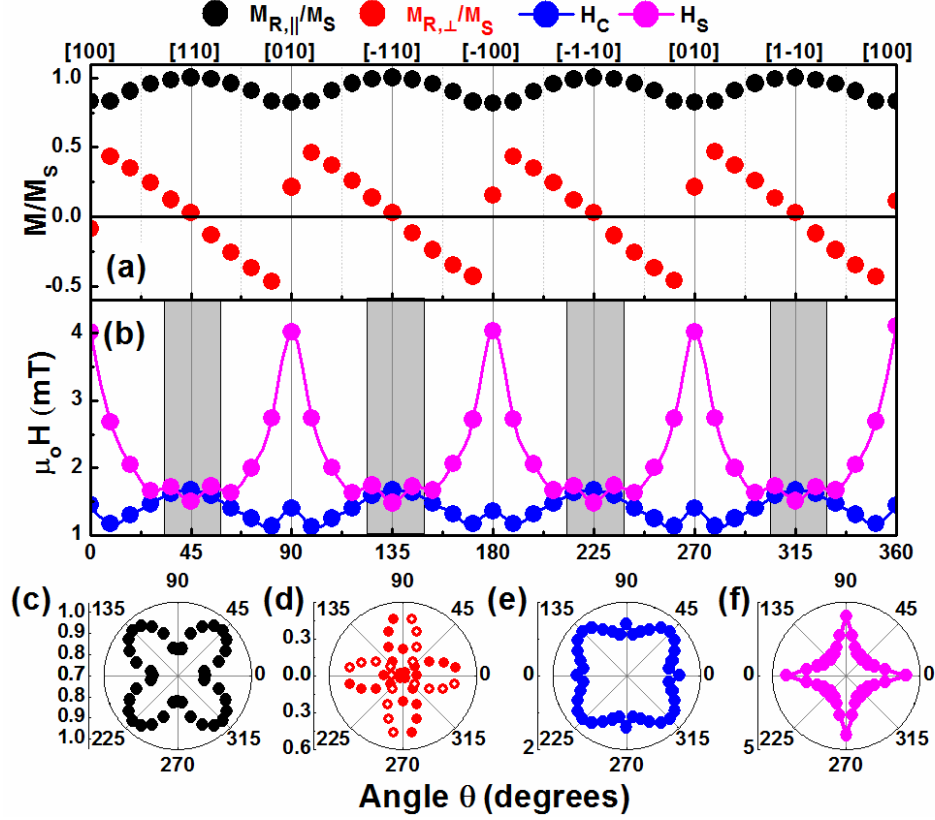 M_R,||/M_S M_R,⊥/M_S H_C H_S
[100] [110] [010] [-110] [-100] [-1-10] [010] [1-10] [100]
1.0
0.5
0.0
-0.5
M/M_S
(a)
(b)
4
3
2
1
μ_oH (mT)
0 45 90 135 180 225 270 315 360
(c) 90 (d) 90 (e) 90 (f) 90
1.0 135 45 135 45 135 45 135 45
0.9
0.8
0.7 0
0.8
0.9
1.0
225 315
270
0.3
0.0 0
0.3
0.6 225 315
270
0 0
2 225 315
270
0 0
5 225 315
270
Angle θ (degrees)